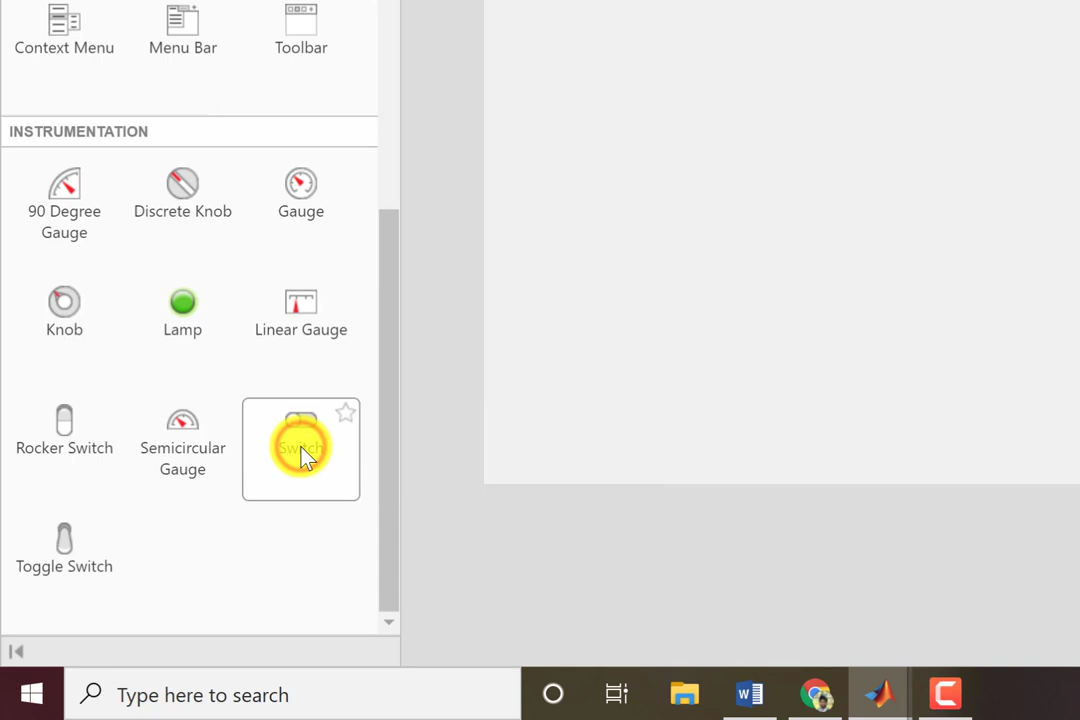 Context Menu Menu Bar Toolbar
INSTRUMENTATION
90 Degree Gauge Discrete Knob Gauge
Knob Lamp Linear Gauge
Rocker Switch Semicircular Gauge Switch
Toggle Switch
Type here to search